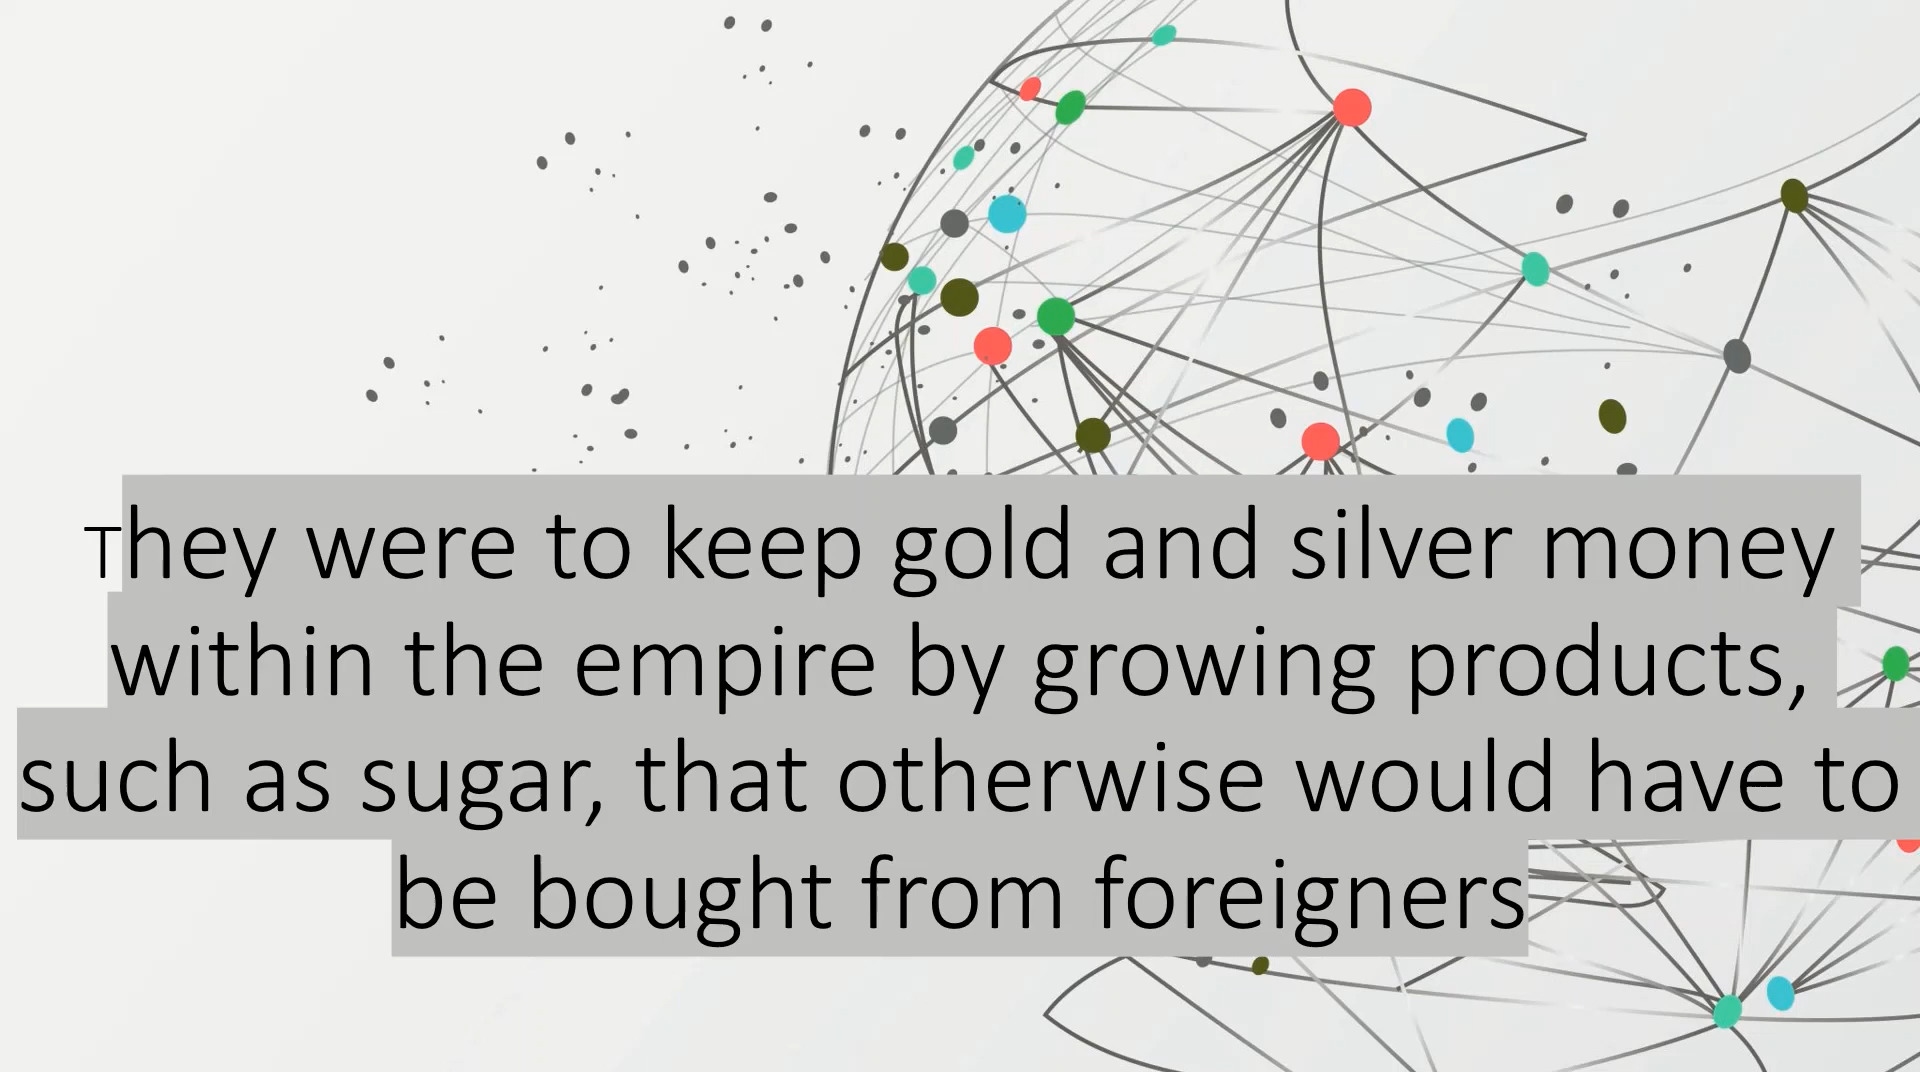 They were to keep gold and silver money
within the empire by growing products,
such as sugar, that otherwise would have to
be bought from foreigners